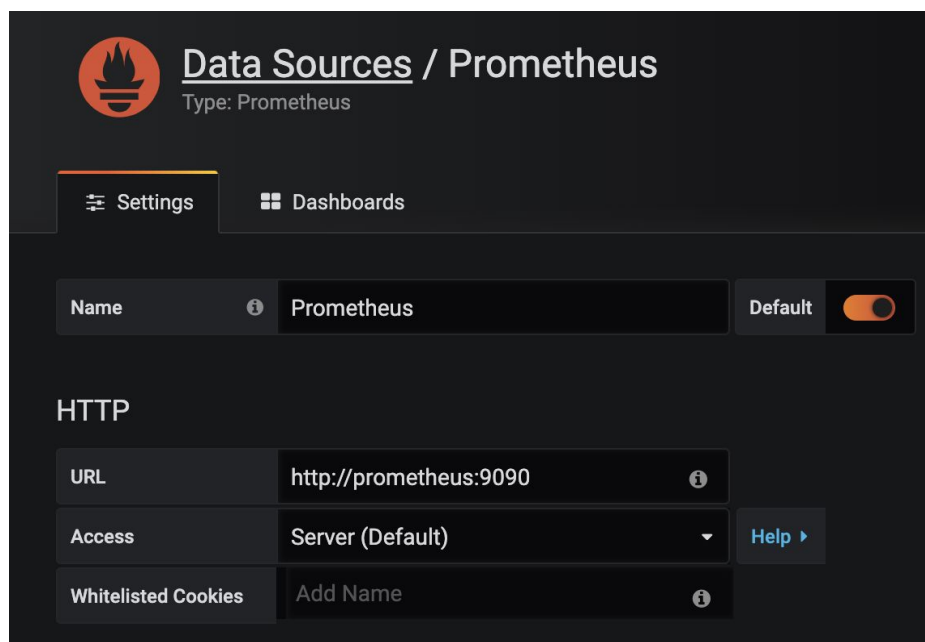 Data Sources / Prometheus
Type: Prometheus
Settings Dashboards
Name Prometheus Default
HTTP
URL http://prometheus:9090
Access Server (Default) Help
Whitelisted Cookies Add Name